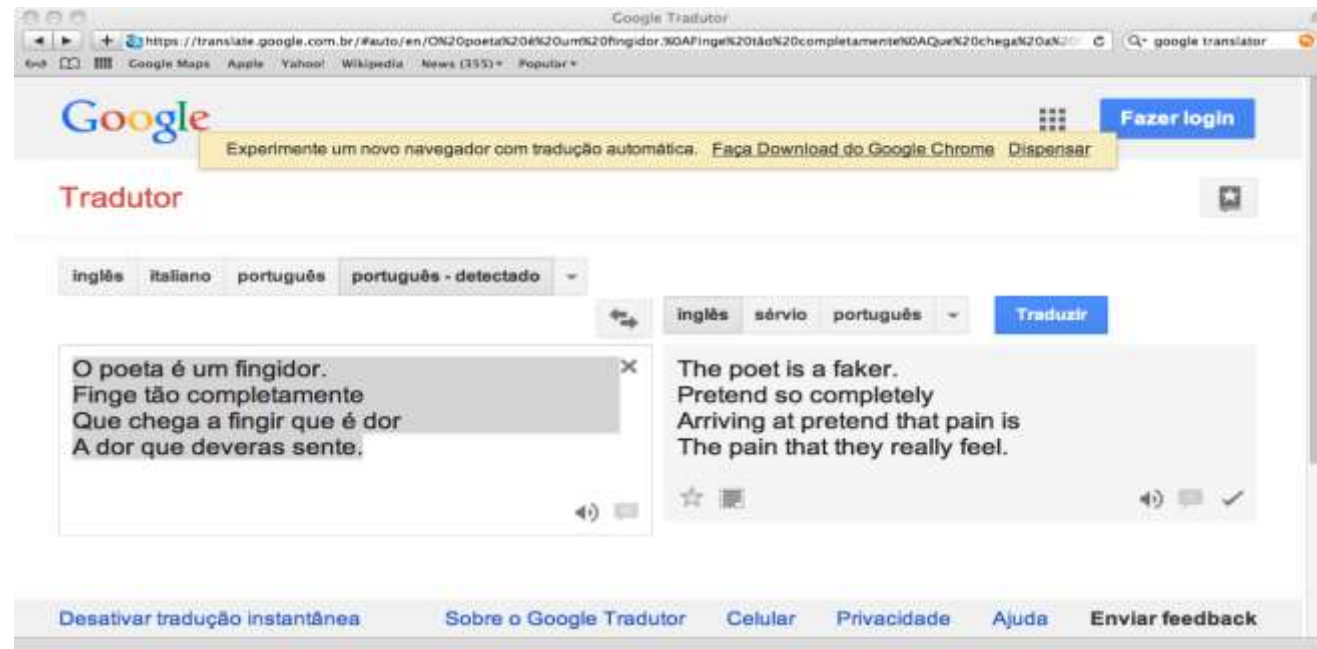 Google Tradutor
https://translate.google.com.br/#auto/en/O%20poeta%20é%20um%20fingidor.%0AFinge%20tão%20completamente%0AQue%20chega%20a%20
google translator
Google Maps Apple Yahoo! Wikipedia News (355) Popular
Google
Fazer login
Experimente um novo navegador com tradução automática. Faça Download do Google Chrome Dispensar
Tradutor
inglês italiano português português - detectado
inglês sérvio português Traduzir
O poeta é um fingidor.
Finge tão completamente
Que chega a fingir que é dor
A dor que deveras sente.
The poet is a faker.
Pretend so completely
Arriving at pretend that pain is
The pain that they really feel.
Desativar tradução instantânea Sobre o Google Tradutor Celular Privacidade Ajuda Enviar feedback